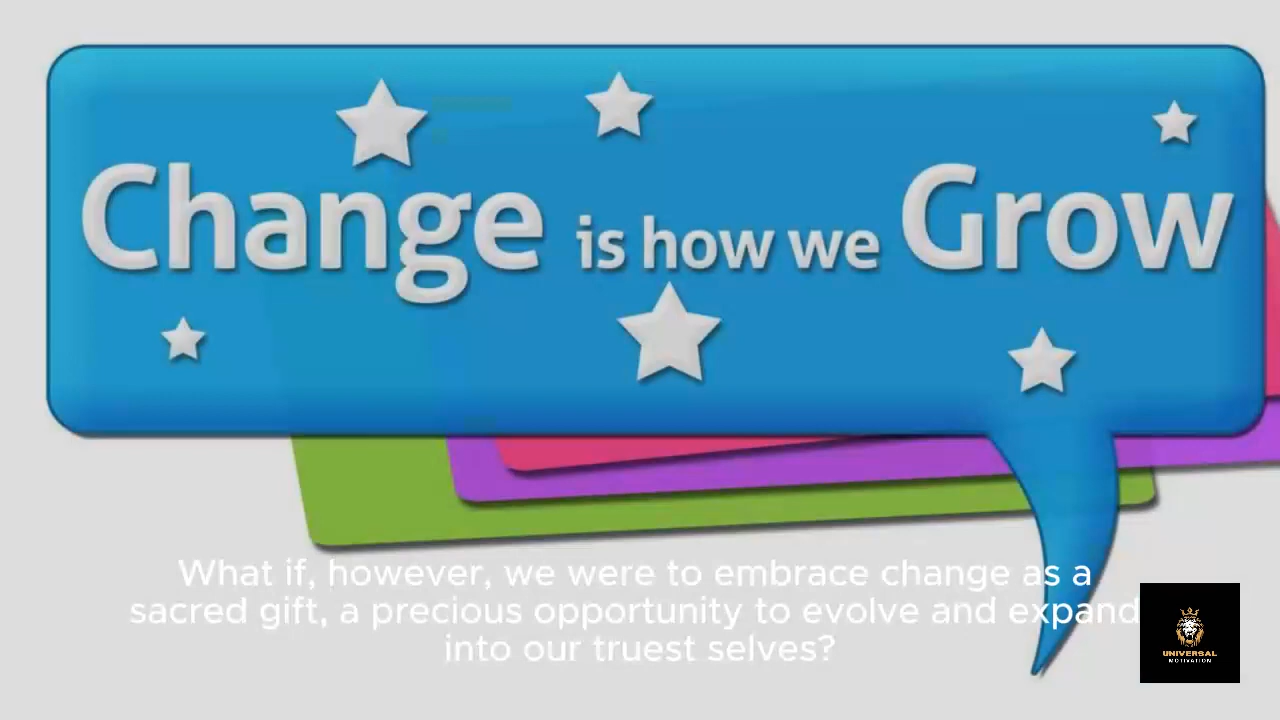 Change is how we Grow
What if, however, we were to embrace change as a
sacred gift, a precious opportunity to evolve and expand
into our truest selves?
UNIVERSAL
MOTIVATION